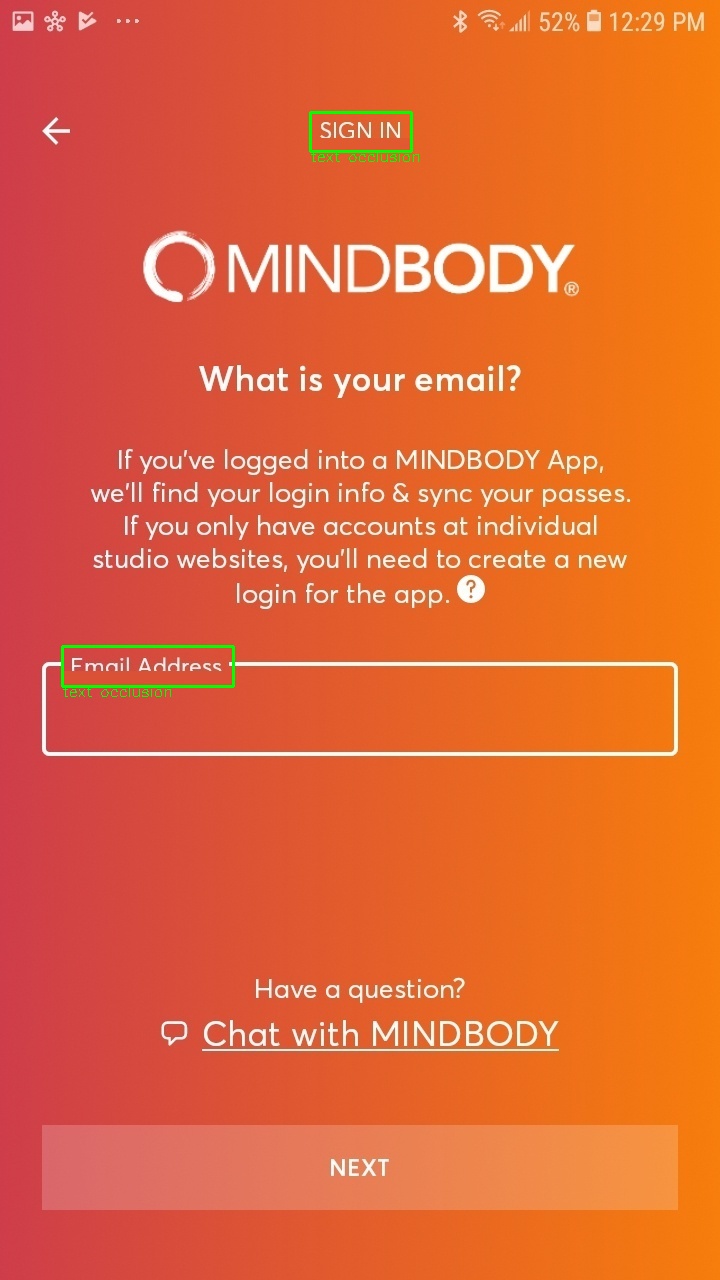 52% 12:29 PM
SIGN IN
text occlusion
MINDBODY®
What is your email?
If you've logged into a MINDBODY App,
we'll find your login info & sync your passes.
If you only have accounts at individual
studio websites, you'll need to create a new
login for the app. ?
Email Address
text occlusion
Have a question?
Chat with MINDBODY
NEXT